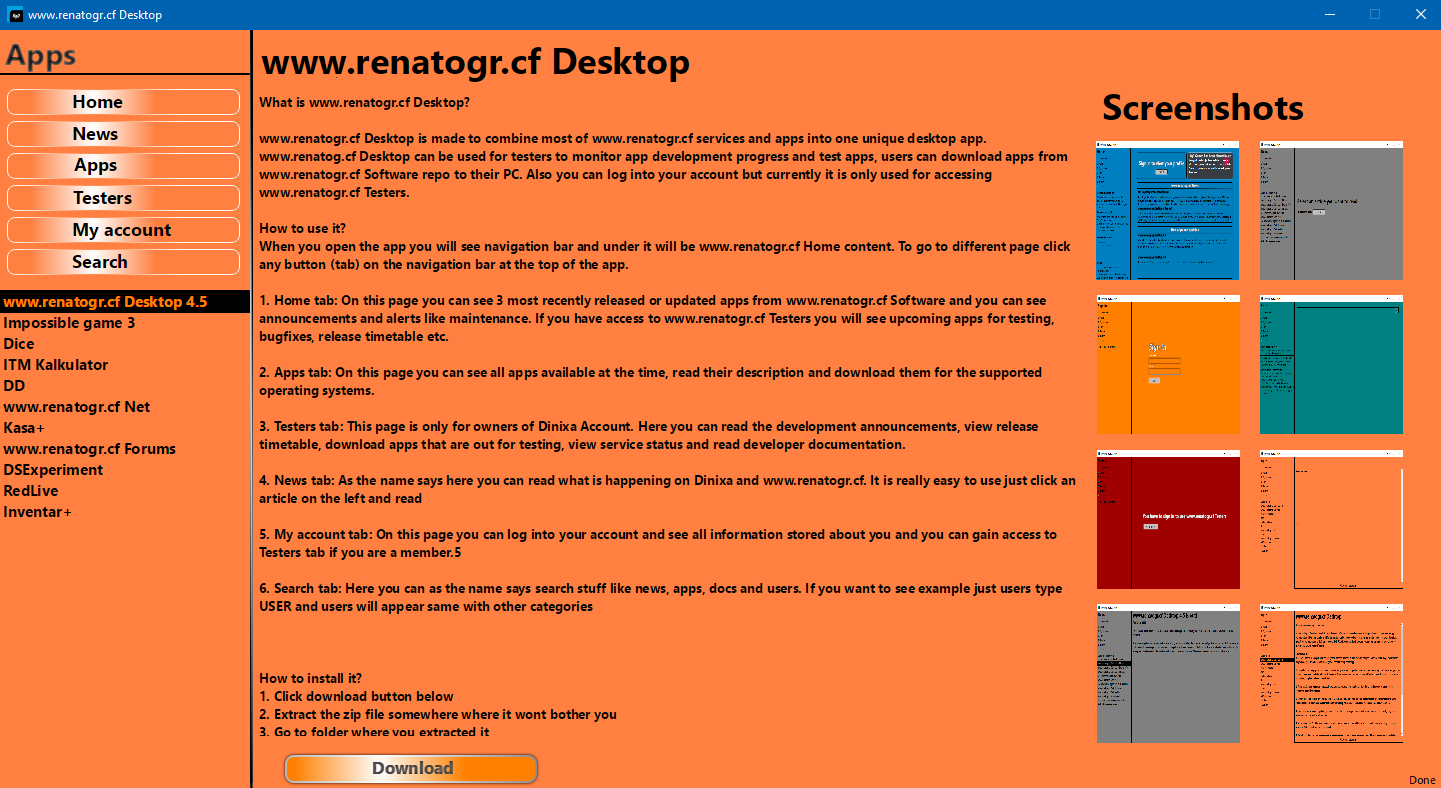 www.renatogr.cf Desktop
Apps
Home
News
Apps
Testers
My account
Search
www.renatogr.cf Desktop 4.5
Impossible game 3
Dice
ITM Kalkulator
DD
www.renatogr.cf Net
Kasa+
www.renatogr.cf Forums
DSExperiment
RedLive
Inventar+
www.renatogr.cf Desktop
What is www.renatogr.cf Desktop?
www.renatogr.cf Desktop is made to combine most of www.renatogr.cf services and apps into one unique desktop app.
www.renatog.cf Desktop can be used for testers to monitor app development progress and test apps, users can download apps from
www.renatogr.cf Software repo to their PC. Also you can log into your account but currently it is only used for accessing
www.renatogr.cf Testers.
How to use it?
When you open the app you will see navigation bar and under it will be www.renatogr.cf Home content. To go to different page click
any button (tab) on the navigation bar at the top of the app.
1. Home tab: On this page you can see 3 most recently released or updated apps from www.renatogr.cf Software and you can see
announcements and alerts like maintenance. If you have access to www.renatogr.cf Testers you will see upcoming apps for testing,
bugfixes, release timetable etc.
2. Apps tab: On this page you can see all apps available at the time, read their description and download them for the supported
operating systems.
3. Testers tab: This page is only for owners of Dinixa Account. Here you can read the development announcements, view release
timetable, download apps that are out for testing, view service status and read developer documentation.
4. News tab: As the name says here you can read what is happening on Dinixa and www.renatogr.cf. It is really easy to use just click an
article on the left and read
5. My account tab: On this page you can log into your account and see all information stored about you and you can gain access to
Testers tab if you are a member.5
6. Search tab: Here you can as the name says search stuff like news, apps, docs and users. If you want to see example just users type
USER and users will appear same with other categories
How to install it?
1. Click download button below
2. Extract the zip file somewhere where it wont bother you
3. Go to folder where you extracted it
Download
Screenshots
Sign in
Done